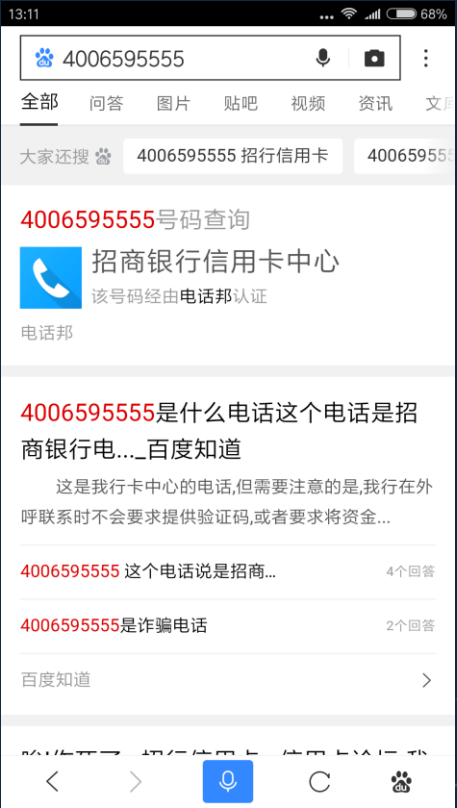 13:11
68%
4006595555
全部 问答 图片 贴吧 视频 资讯 文
大家还搜 4006595555 招行信用卡 400659555
4006595555号码查询
招商银行信用卡中心
该号码经由电话邦认证
电话邦
4006595555是什么电话这个电话是招
商银行电..._百度知道
这是我行卡中心的电话,但需要注意的是,我行在外
呼联系时不会要求提供验证码,或者要求将资金...
4006595555 这个电话说是招商... 4个回答
4006595555是诈骗电话 2个回答
百度知道